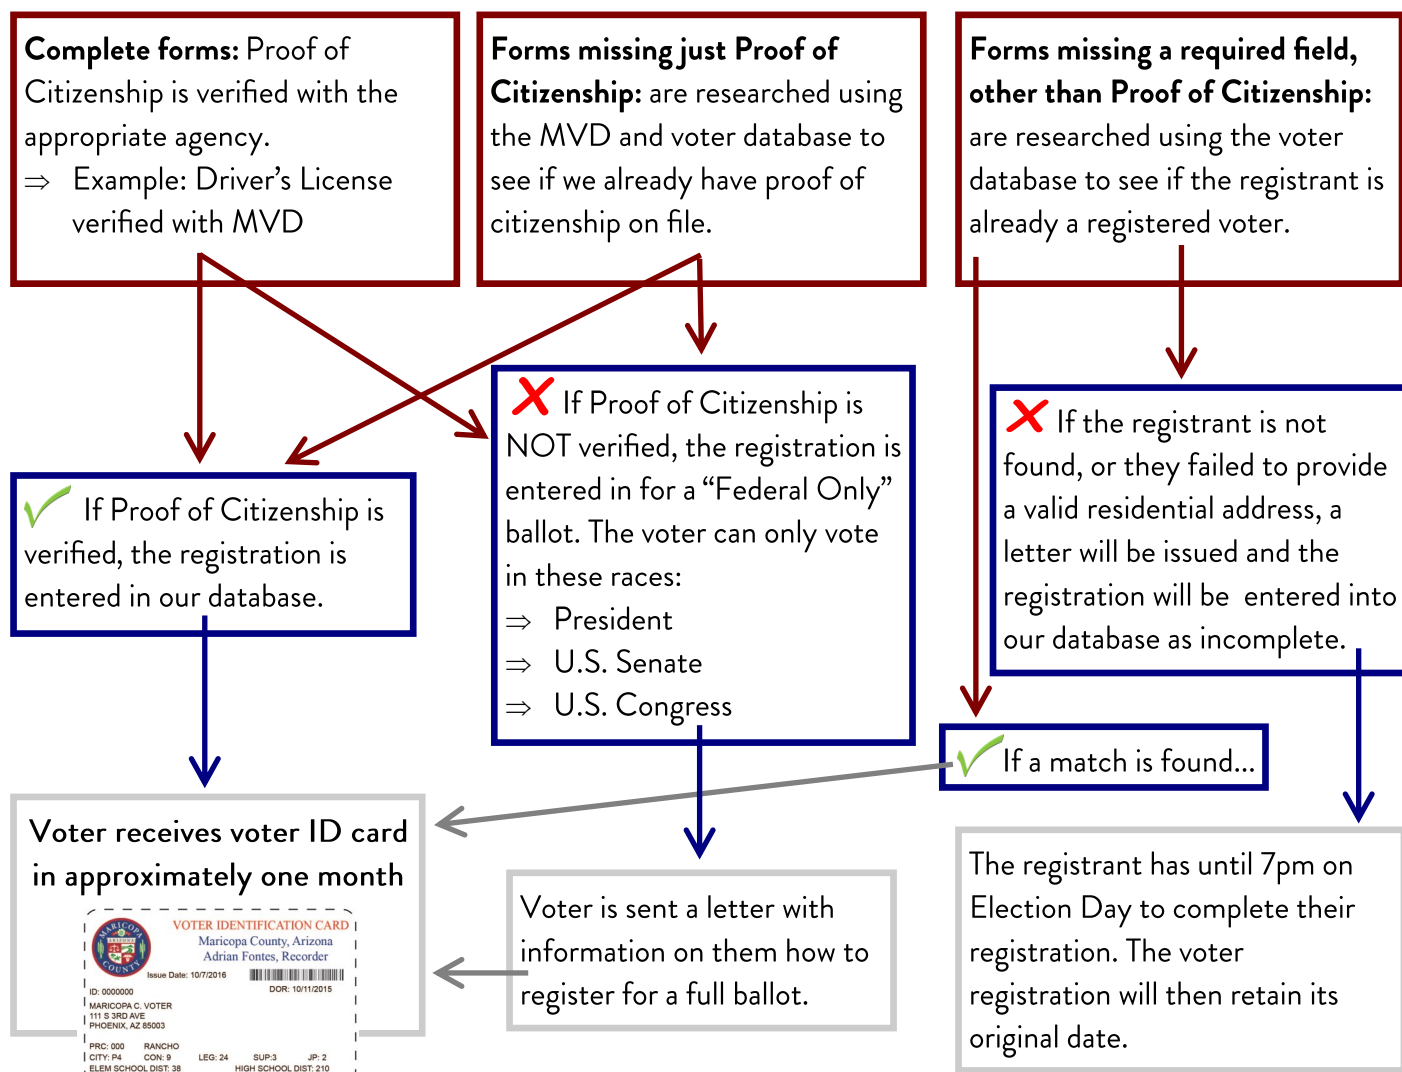 Complete forms: Proof of
Citizenship is verified with the
appropriate agency.
⇒ Example: Driver's License
verified with MVD
Forms missing just Proof of
Citizenship: are researched using
the MVD and voter database to
see if we already have proof of
citizenship on file.
Forms missing a required field,
other than Proof of Citizenship:
are researched using the voter
database to see if the registrant is
already a registered voter.
If Proof of Citizenship is
verified, the registration is
entered in our database.
If Proof of Citizenship is
NOT verified, the registration is
entered in for a “Federal Only”
ballot. The voter can only vote
in these races:
⇒ President
⇒ U.S. Senate
⇒ U.S. Congress
If the registrant is not
found, or they failed to provide
a valid residential address, a
letter will be issued and the
registration will be entered into
our database as incomplete.
If a match is found...
Voter receives voter ID card
in approximately one month
MARICOPA
ARIZONA
COUNTY
VOTER IDENTIFICATION CARD
Maricopa County, Arizona
Adrian Fontes, Recorder
Issue Date: 10/7/2016
DOR: 10/11/2015
ID: 0000000
MARICOPA C. VOTER
111 S 3RD AVE
PHOENIX, AZ 85003
PRC: 000 RANCHO
CITY: P4 CON: 9 LEG: 24 SUP:3 JP: 2
ELEM SCHOOL DIST: 38 HIGH SCHOOL DIST: 210
Voter is sent a letter with
information on them how to
register for a full ballot.
The registrant has until 7pm on
Election Day to complete their
registration. The voter
registration will then retain its
original date.